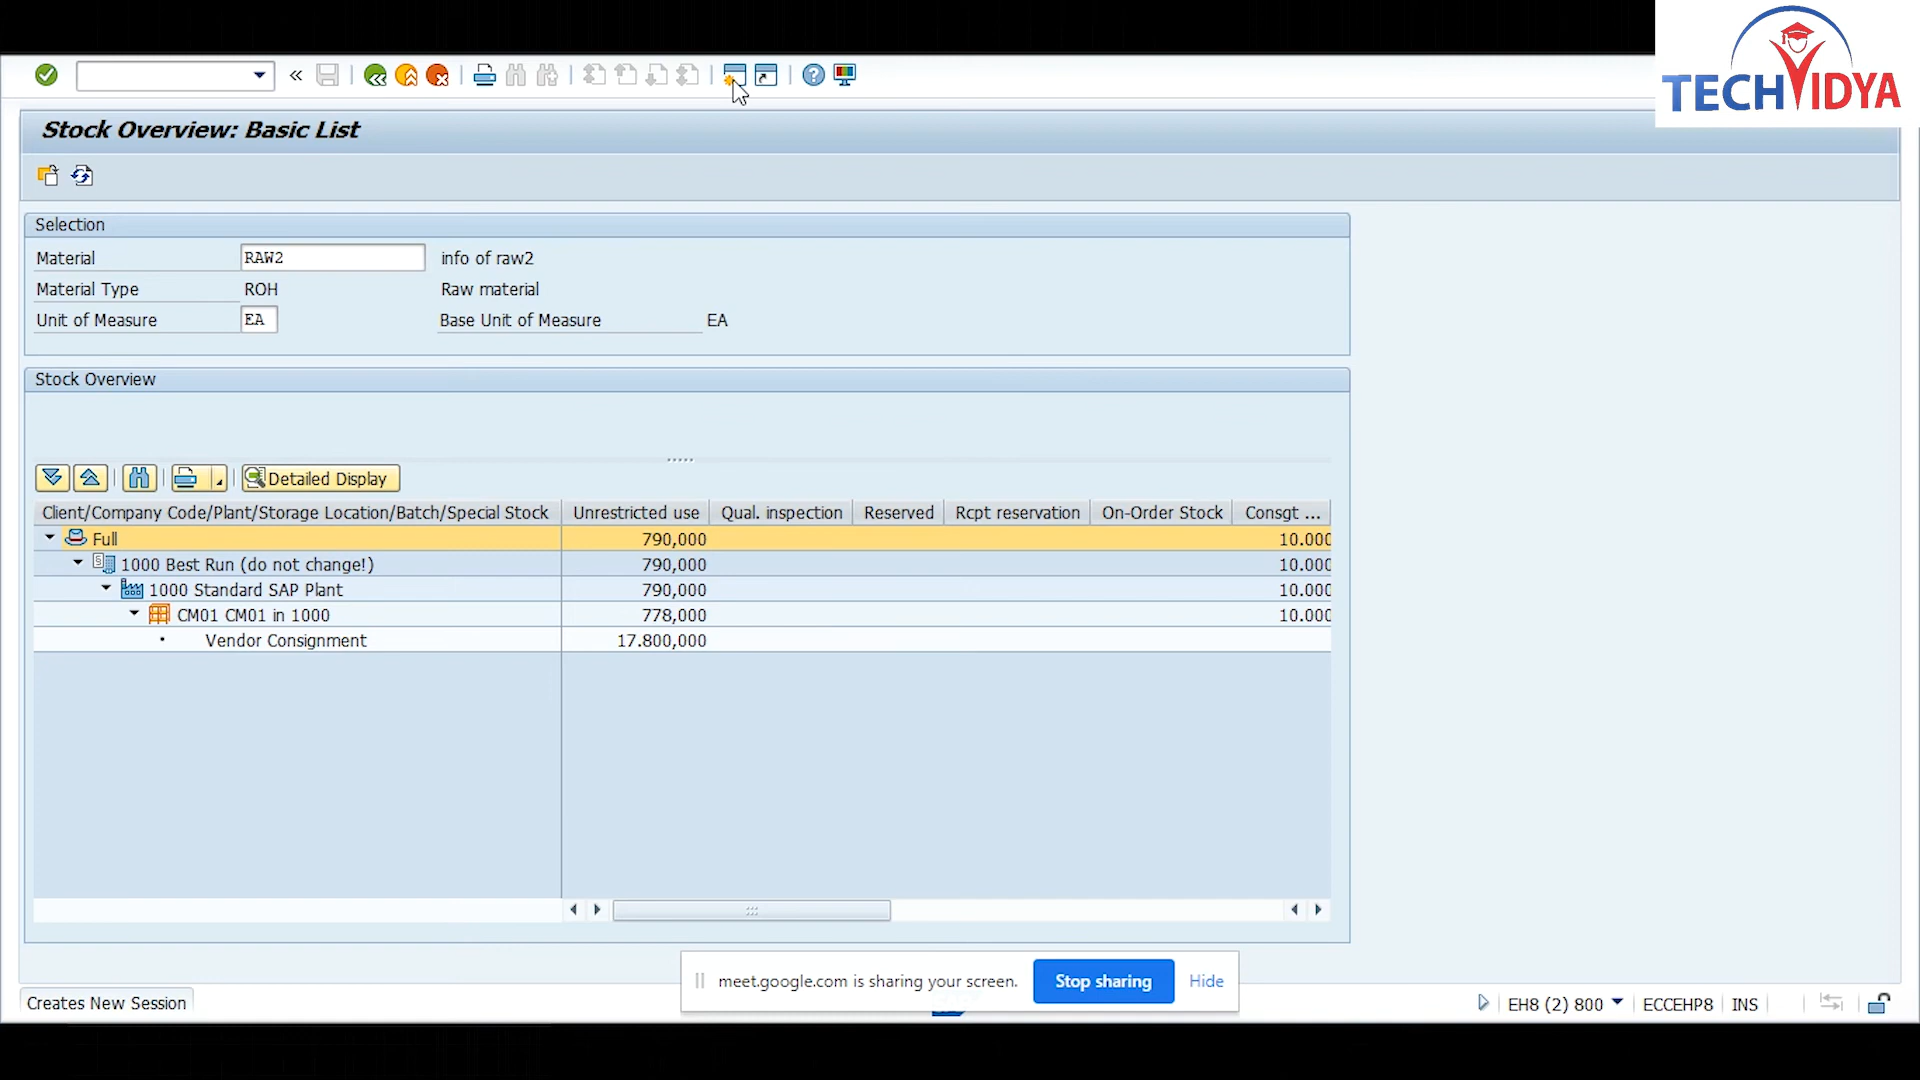 TECHVIDYA
Stock Overview: Basic List
Selection
Material RAW2 info of raw2
Material Type ROH Raw material
Unit of Measure EA Base Unit of Measure EA
Stock Overview
Detailed Display
Client/Company Code/Plant/Storage Location/Batch/Special Stock Unrestricted use Qual. inspection Reserved Rcpt reservation On-Order Stock Consgt ...
Full 790,000 10.000
1000 Best Run (do not change!) 790,000 10.000
1000 Standard SAP Plant 790,000 10.000
CM01 CM01 in 1000 778,000 10.000
Vendor Consignment 17.800,000
meet.google.com is sharing your screen. Stop sharing Hide
Creates New Session EH8 (2) 800 ECCEHP8 INS